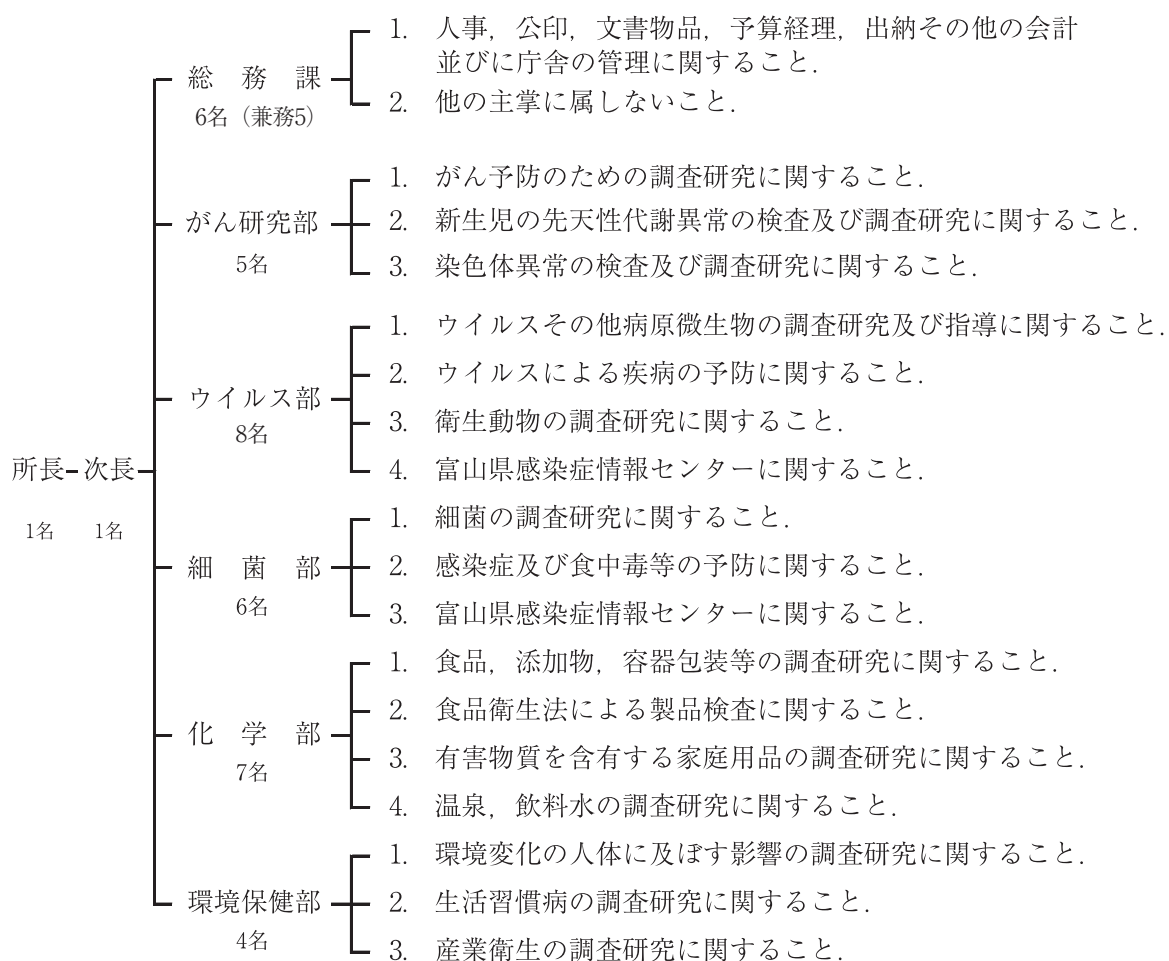 所長 次長
1名 1名
総務課
6名（兼務5）
1. 人事，公印，文書物品，予算経理，出納その他の会計
並びに庁舎の管理に関すること．
2. 他の主掌に属しないこと．
がん研究部
5名
1. がん予防のための調査研究に関すること．
2. 新生児の先天性代謝異常の検査及び調査研究に関すること．
3. 染色体異常の検査及び調査研究に関すること．
ウイルス部
8名
1. ウイルスその他病原微生物の調査研究及び指導に関すること．
2. ウイルスによる疾病の予防に関すること．
3. 衛生動物の調査研究に関すること．
4. 富山県感染症情報センターに関すること．
細菌部
6名
1. 細菌の調査研究に関すること．
2. 感染症及び食中毒等の予防に関すること．
3. 富山県感染症情報センターに関すること．
化学部
7名
1. 食品，添加物，容器包装等の調査研究に関すること．
2. 食品衛生法による製品検査に関すること．
3. 有害物質を含有する家庭用品の調査研究に関すること．
4. 温泉，飲料水の調査研究に関すること．
環境保健部
4名
1. 環境変化の人体に及ぼす影響の調査研究に関すること．
2. 生活習慣病の調査研究に関すること．
3. 産業衛生の調査研究に関すること．